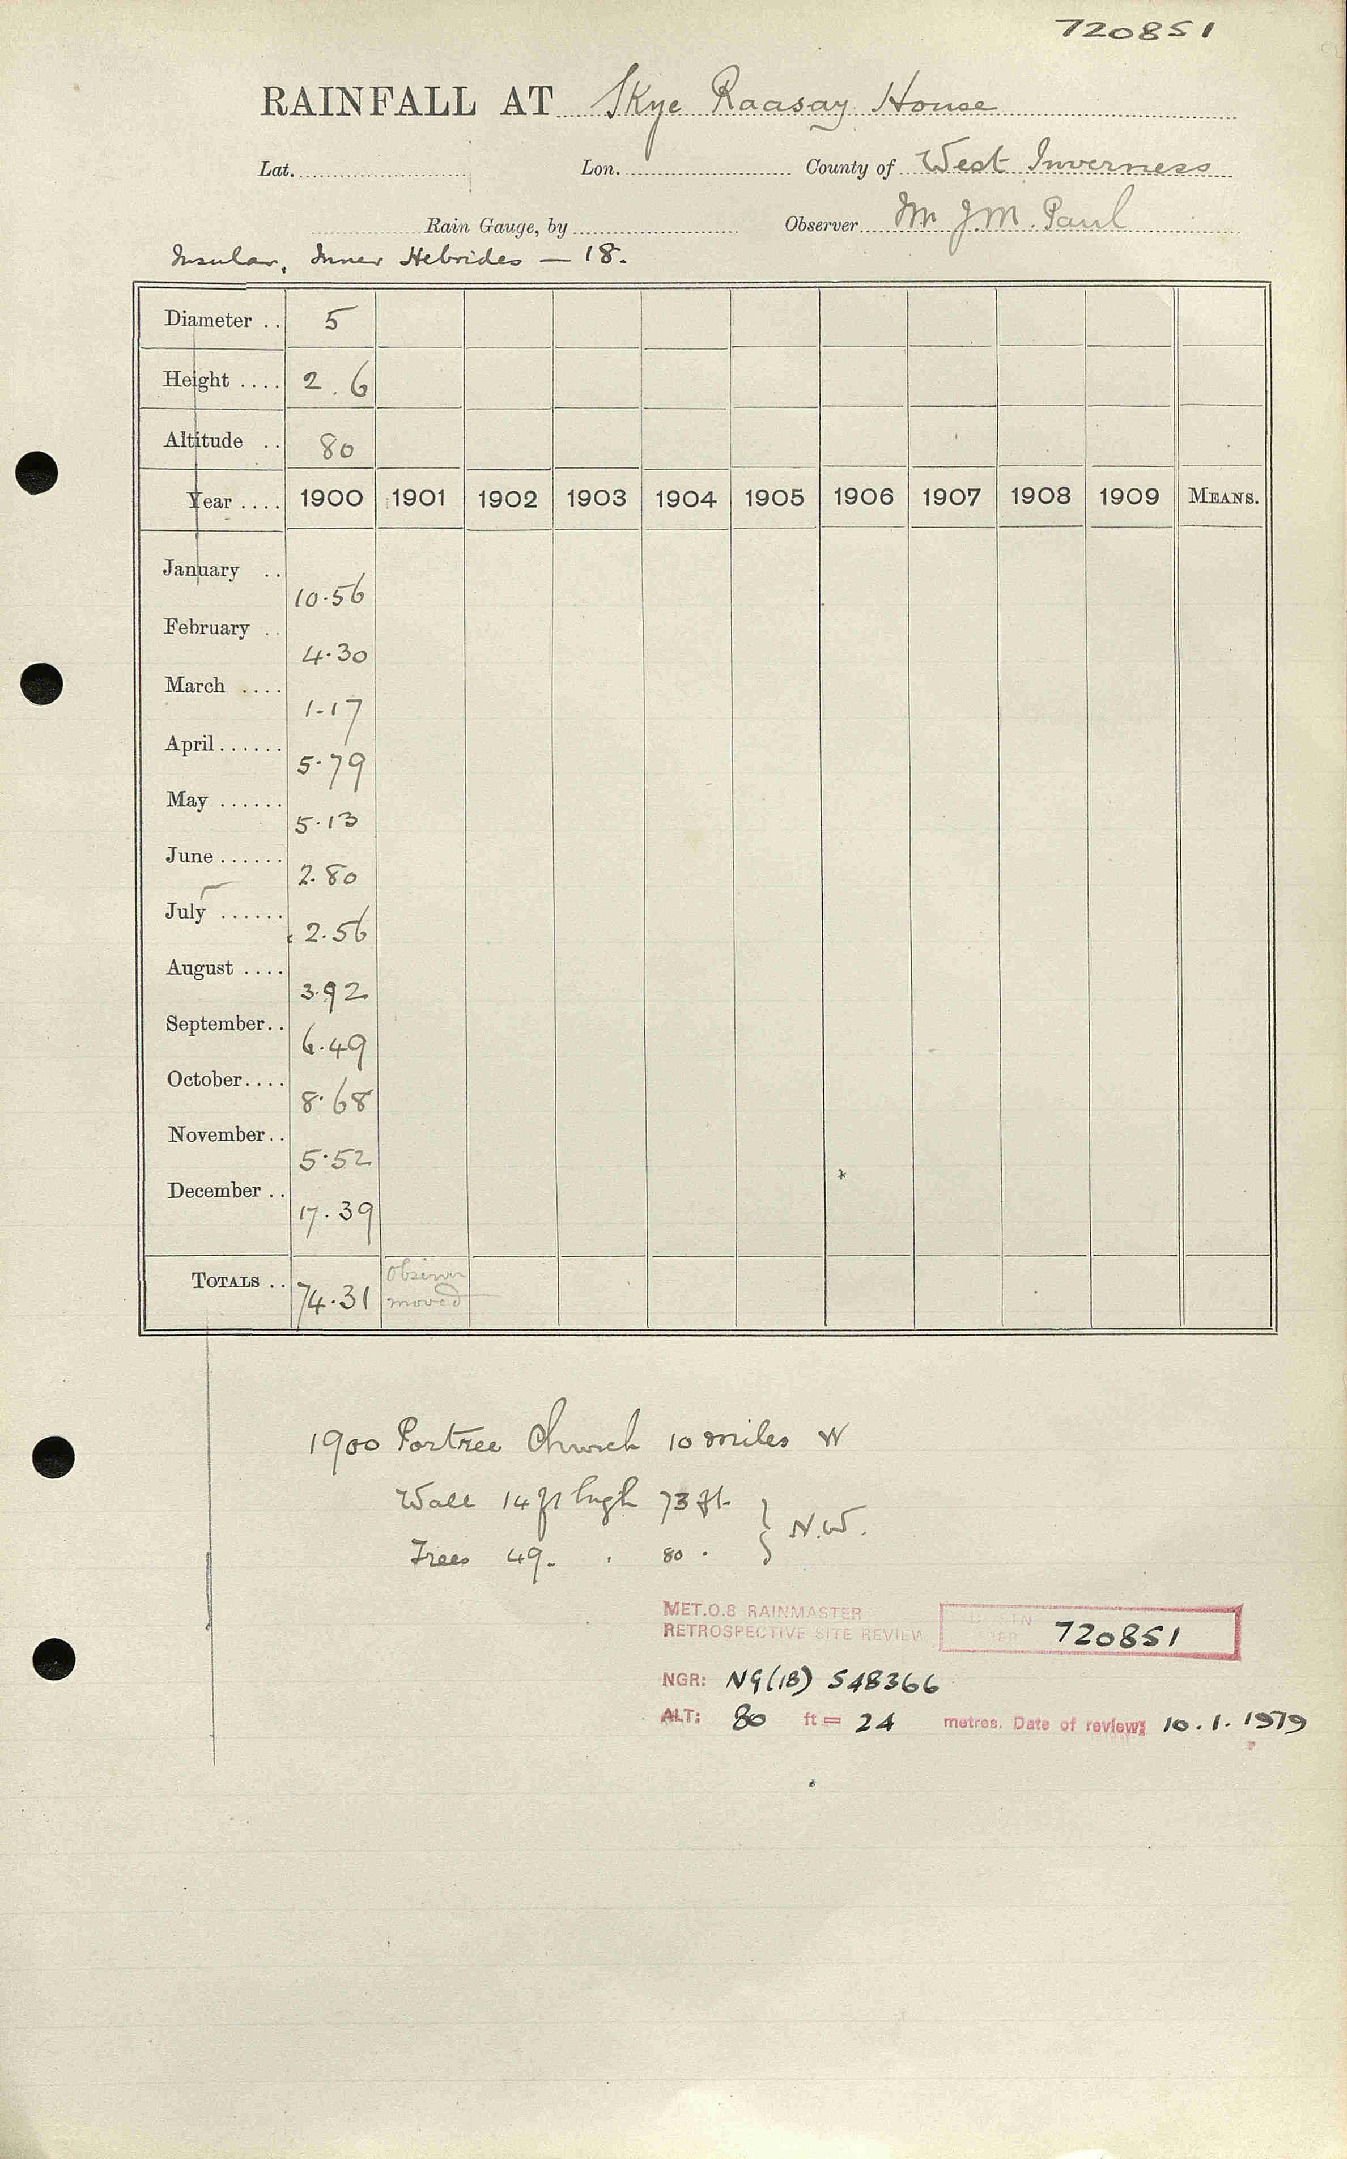 720851
RAINFALL AT Skye Raasay House
Lat. Lon. County of West Inverness
Rain Gauge, by Observer Mr J.M. Paul
Insular, Inner Hebrides — 18.
Diameter .. 5
Height .... 2.6
Altitude .. 80
Year .... 1900 1901 1902 1903 1904 1905 1906 1907 1908 1909 MEANS.
January .. 10.56
February .. 4.30
March .... 1.17
April ...... 5.79
May ...... 5.13
June ...... 2.80
July ...... 2.56
August .... 3.92
September.. 6.49
October.... 8.68
November.. 5.52
December .. 17.39
TOTALS .. 74.31 Observer moved
1900 Portree Church 10 miles W
Wall 14 ft high 73 ft. } N.W.
Trees 49 . . 80 .
MET.O.8 RAINMASTER
RETROSPECTIVE SITE REVIEW 720851
NGR: NG(18) 548366
ALT: 80 ft = 24 metres. Date of review: 10.1.1979